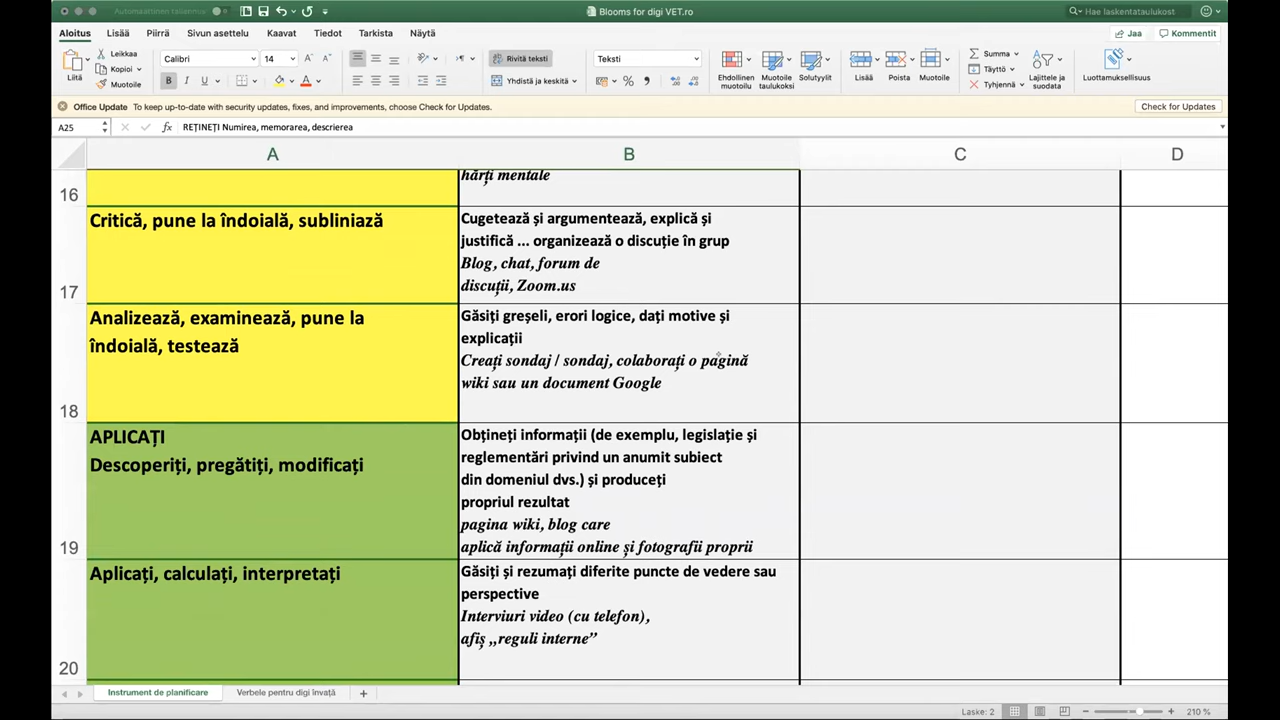 Automaattinen tallennus
Blooms for digi VET.ro
Hae laskentataulukost
Aloitus Lisää Piirrä Sivun asettelu Kaavat Tiedot Tarkista Näytä Jaa Kommentit
Liitä
Leikkaa
Kopioi
Muotoile
Calibri 14
B I U
Rivitä teksti
Yhdistä ja keskitä
Teksti
Ehdollinen muotoilu
Muotoile taulukoksi
Solutyylit
Lisää
Poista
Muotoile
Summa
Täyttö
Tyhjennä
Lajittele ja suodata
Luottamuksellisuus
Office Update To keep up-to-date with security updates, fixes, and improvements, choose Check for Updates. Check for Updates
A25 fx REȚINEȚI Numirea, memorarea, descrierea
A B C D
16
hărți mentale
17
Critică, pune la îndoială, subliniază
Cugetează și argumentează, explică și
justifică ... organizează o discuție în grup
Blog, chat, forum de
discuții, Zoom.us
18
Analizează, examinează, pune la
îndoială, testează
Găsiți greșeli, erori logice, dați motive și
explicații
Creați sondaj / sondaj, colaborați o pagină
wiki sau un document Google
19
APLICAȚI
Descoperiți, pregătiți, modificați
Obțineți informații (de exemplu, legislație și
reglementări privind un anumit subiect
din domeniul dvs.) și produceți
propriul rezultat
pagina wiki, blog care
aplică informații online și fotografii proprii
20
Aplicați, calculați, interpretați
Găsiți și rezumați diferite puncte de vedere sau
perspective
Interviuri video (cu telefon),
afiș „reguli interne”
Instrument de planificare Verbele pentru digi învață +
Laske: 2 210 %